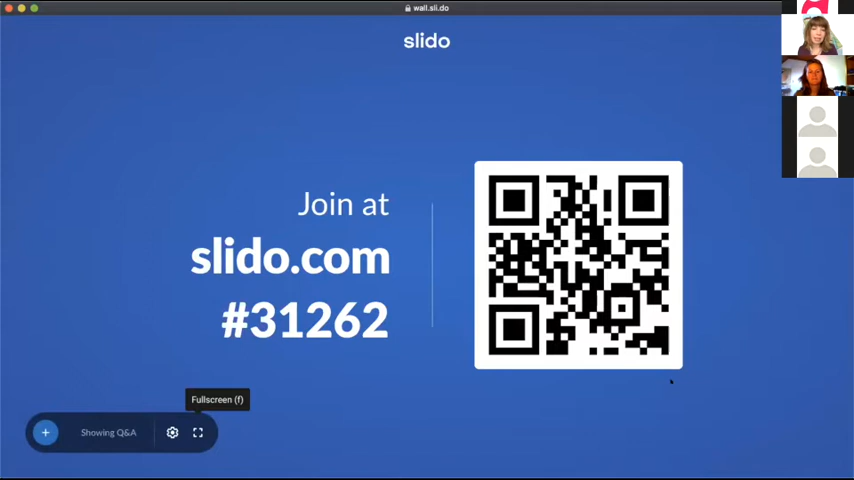 wall.sli.do
slido
Join at
slido.com
#31262
Fullscreen (f)
Showing Q&A